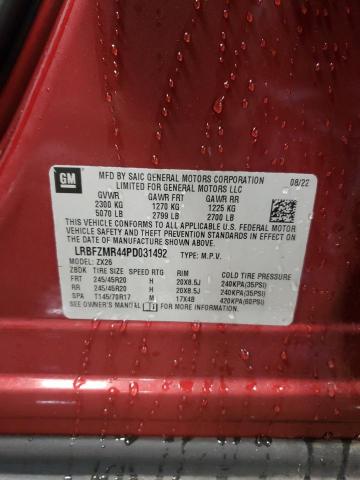 GM
MFD BY SAIC GENERAL MOTORS CORPORATION 08/22
LIMITED FOR GENERAL MOTORS LLC
GVWR GAWR FRT GAWR RR
2300 KG 1270 KG 1225 KG
5070 LB 2799 LB 2700 LB
THIS VEHICLE CONFORMS TO ALL APPLICABLE U.S. FEDERAL MOTOR
VEHICLE SAFETY STANDARDS IN EFFECT ON THE DATE OF
MANUFACTURE SHOWN ABOVE.
LRBFZMR44PD031492 TYPE: M.P.V.
MODEL: ZX26
ZBDK TIRE SIZE SPEED RTG RIM COLD TIRE PRESSURE
FRT 245/45R20 H 20X8.5J 240KPA(35PSI)
RR 245/45R20 H 20X8.5J 240KPA(35PSI)
SPA T145/70R17 M 17X4B 420KPA(60PSI)
SEE OWNER'S MANUAL FOR MORE INFORMATION.